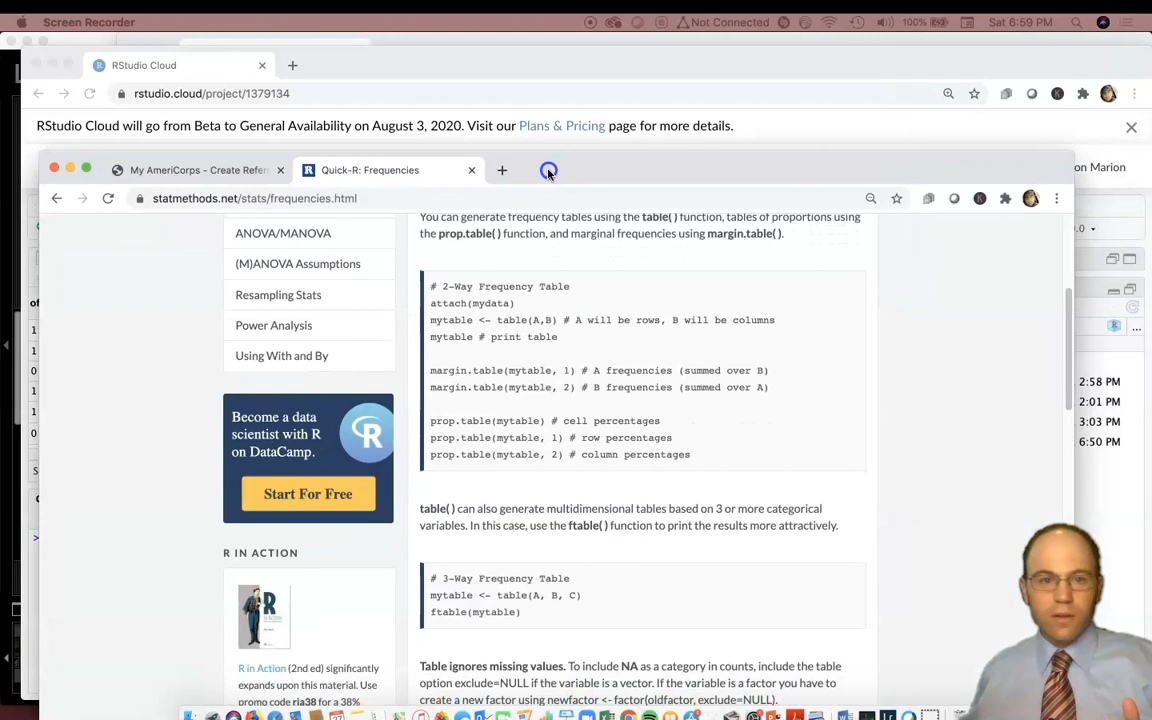 Screen Recorder
Not Connected
100%
Sat 6:59 PM
RStudio Cloud
rstudio.cloud/project/1379134
RStudio Cloud will go from Beta to General Availability on August 3, 2020. Visit our Plans & Pricing page for more details.
on Marion
My AmeriCorps - Create Refer
Quick-R: Frequencies
statmethods.net/stats/frequencies.html
ANOVA/MANOVA
(M)ANOVA Assumptions
Resampling Stats
Power Analysis
Using With and By
Become a data
scientist with R
on DataCamp.
Start For Free
R IN ACTION
R in Action (2nd ed) significantly
expands upon this material. Use
promo code ria38 for a 38%
You can generate frequency tables using the table( ) function, tables of proportions using
the prop.table( ) function, and marginal frequencies using margin.table( ).
# 2-Way Frequency Table
attach(mydata)
mytable <- table(A,B) # A will be rows, B will be columns
mytable # print table
margin.table(mytable, 1) # A frequencies (summed over B)
margin.table(mytable, 2) # B frequencies (summed over A)
prop.table(mytable) # cell percentages
prop.table(mytable, 1) # row percentages
prop.table(mytable, 2) # column percentages
table( ) can also generate multidimensional tables based on 3 or more categorical
variables. In this case, use the ftable( ) function to print the results more attractively.
# 3-Way Frequency Table
mytable <- table(A, B, C)
ftable(mytable)
Table ignores missing values. To include NA as a category in counts, include the table
option exclude=NULL if the variable is a vector. If the variable is a factor you have to
create a new factor using newfactor <- factor(oldfactor, exclude=NULL).
of
1
1
0
1
1
0
S
>
.0
2:58 PM
2:01 PM
3:03 PM
6:50 PM